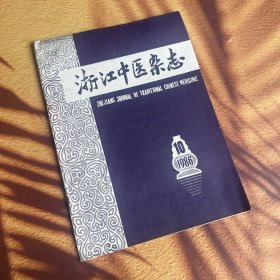 浙江中医杂志
ZHEJIANG JOURNAL OF TRADITIONAL CHINESE MEDICINE
10
1986